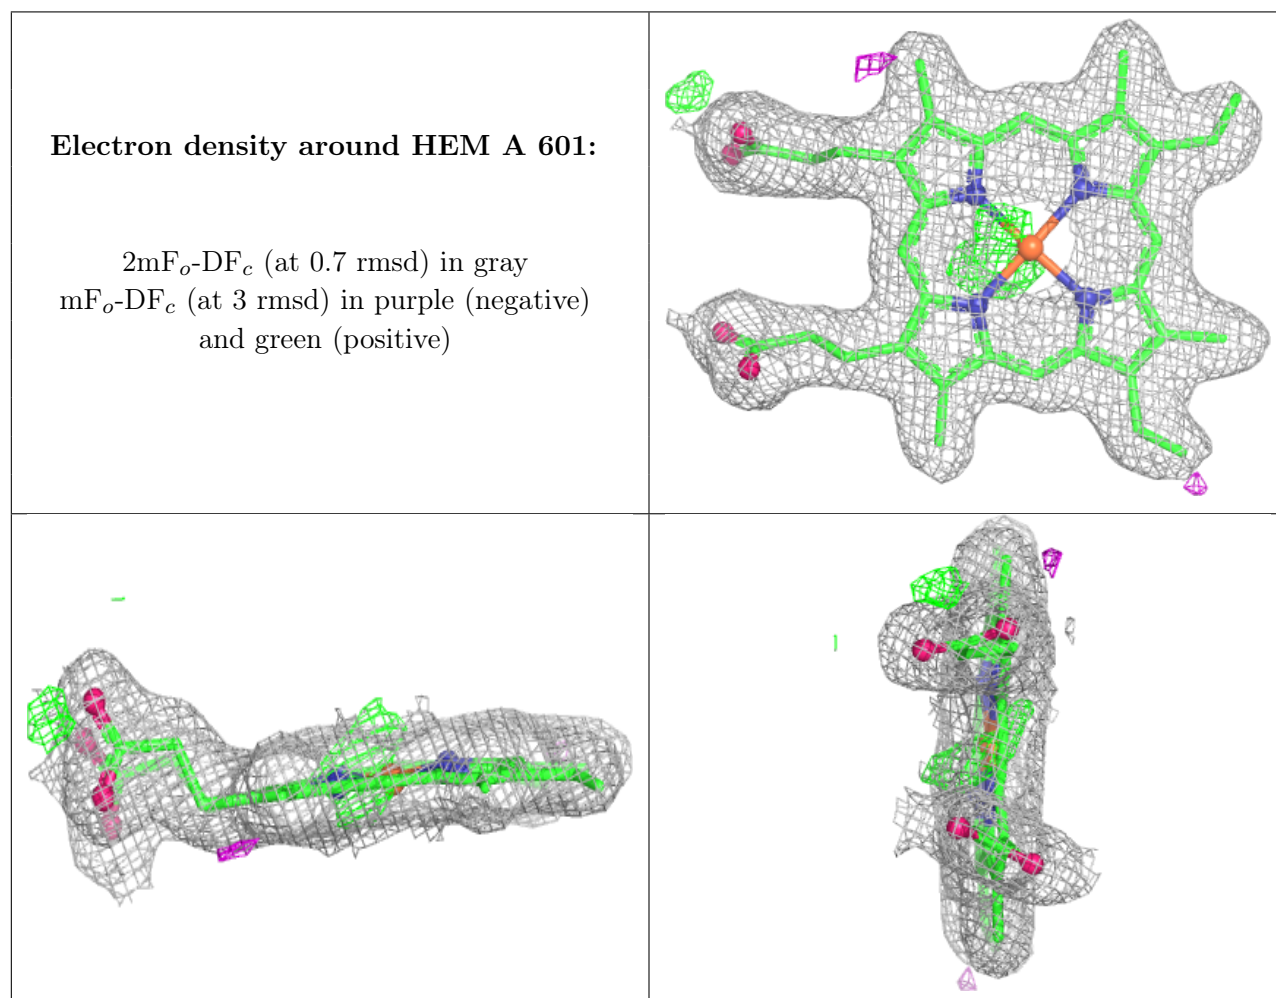 Electron density around HEM A 601:
2mFo-DFc (at 0.7 rmsd) in gray
mFo-DFc (at 3 rmsd) in purple (negative)
and green (positive)